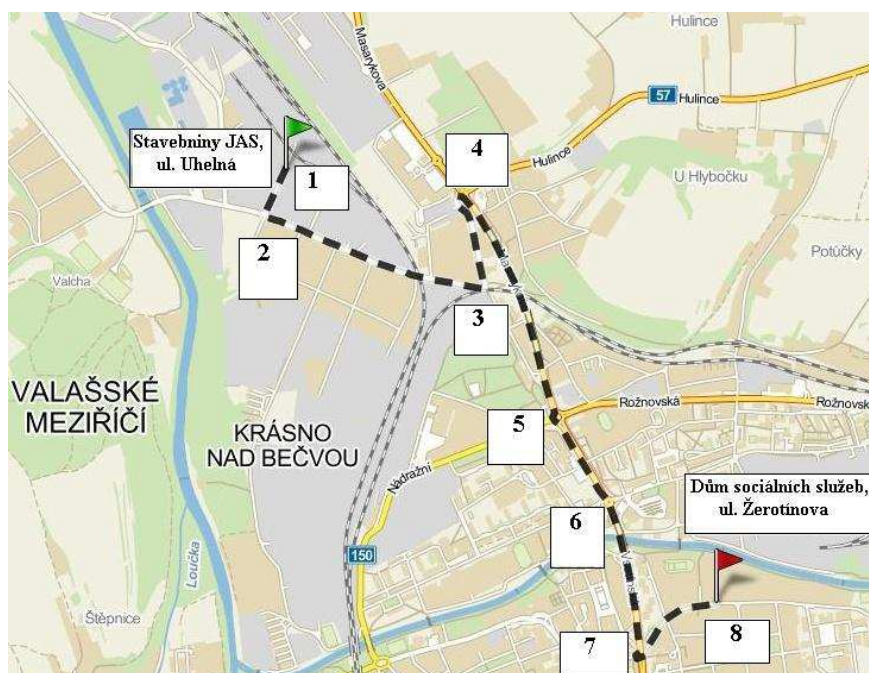 Hulince
Masarykova
57
Hulince
Stavebniny JAS,
ul. Uhelná
4
Hulince
1
U Hlybočku
2
Potůčky
Valcha
3
VALAŠSKÉ
MEZIŘÍČÍ
Rožnovská
Rožnovsk
5
KRÁSNO
NAD BEČVOU
Nádražní
Dům sociálních služeb,
ul. Žerotínova
6
150
Loučka
Štěpnice
7
8